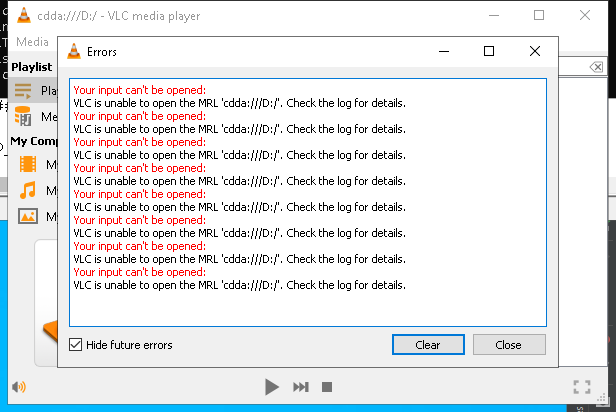 cdda:///D:/ - VLC media player
Media
Errors
Playlist
Pla
Me
My Comp
My
My
My
Your input can't be opened:
VLC is unable to open the MRL 'cdda:///D:/'. Check the log for details.
Your input can't be opened:
VLC is unable to open the MRL 'cdda:///D:/'. Check the log for details.
Your input can't be opened:
VLC is unable to open the MRL 'cdda:///D:/'. Check the log for details.
Your input can't be opened:
VLC is unable to open the MRL 'cdda:///D:/'. Check the log for details.
Your input can't be opened:
VLC is unable to open the MRL 'cdda:///D:/'. Check the log for details.
Your input can't be opened:
VLC is unable to open the MRL 'cdda:///D:/'. Check the log for details.
Your input can't be opened:
VLC is unable to open the MRL 'cdda:///D:/'. Check the log for details.
Your input can't be opened:
VLC is unable to open the MRL 'cdda:///D:/'. Check the log for details.
Hide future errors
Clear
Close